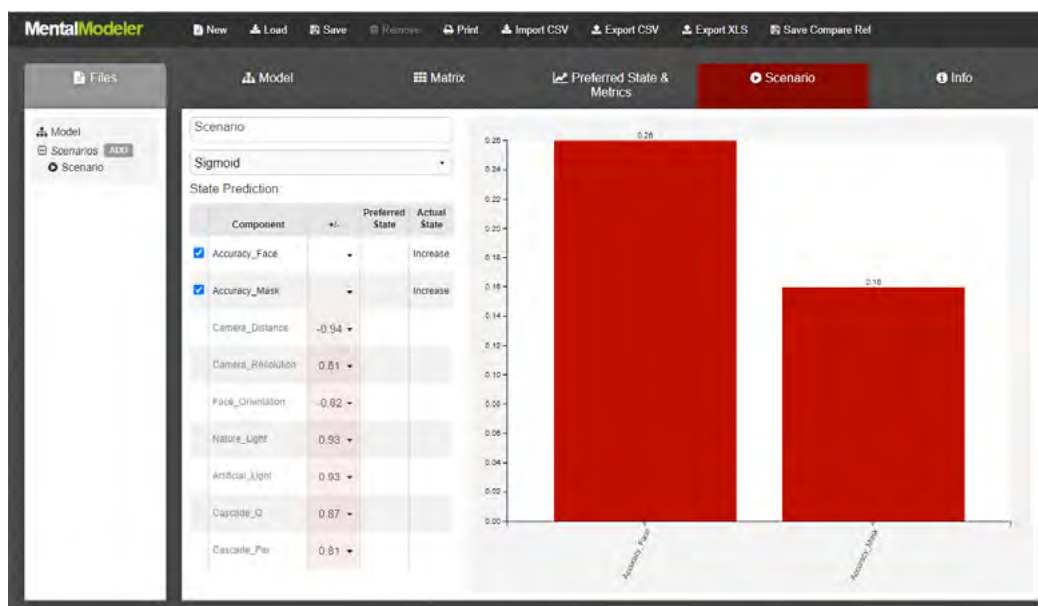 MentalModeler New Load Save Remove Print Import CSV Export CSV Export XLS Save Compare Ref
Files Model Matrix Preferred State & Metrics Scenario Info
Model
Scenarios ADD
Scenario
Scenario
Sigmoid
State Prediction:
Component +/- Preferred State Actual State
Accuracy_Face Increase
Accuracy_Mask Increase
Camera_Distance -0.94
Camera_Resolution 0.81
Face_Orientation -0.82
Nature_Light 0.93
Artificial_Light 0.93
Cascade_O 0.87
Cascade_Par 0.81
0.26
0.26
0.24
0.22
0.20
0.18
0.16
0.16
0.14
0.12
0.10
0.08
0.06
0.04
0.02
0.00
Accuracy_Face
Accuracy_Mask